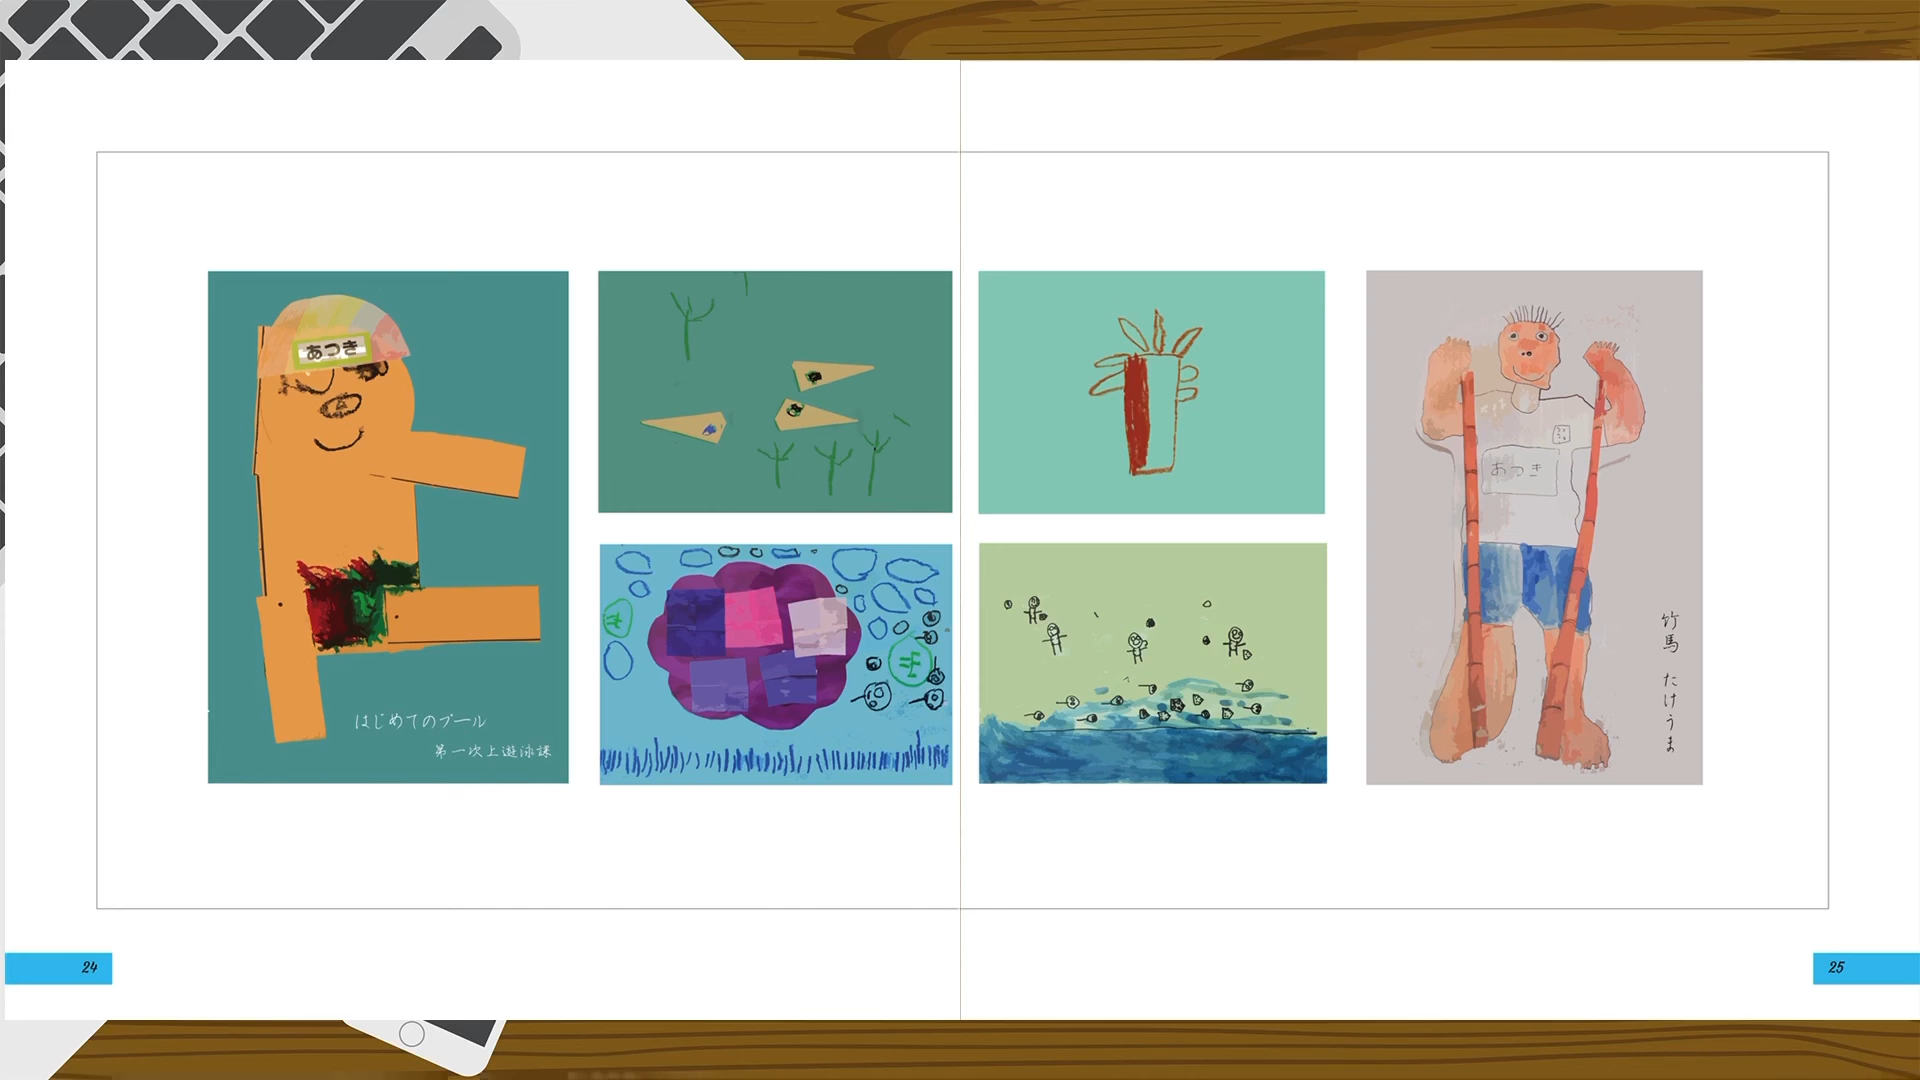 あつき
はじめてのプール
第一次上遊泳課
あつき
竹馬 たけうま
24
25